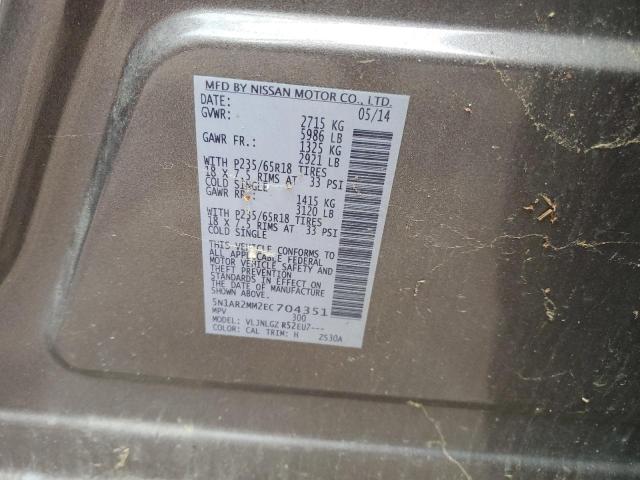 MFD BY NISSAN MOTOR CO., LTD.
DATE: 05/14
GVWR: 2715 KG
5986 LB
GAWR FR.: 1325 KG
2921 LB
WITH P235/65R18 TIRES
18 X 7.5 RIMS AT 33 PSI
COLD SINGLE
GAWR RR.: 1415 KG
3120 LB
WITH P235/65R18 TIRES
18 X 7.5 RIMS AT 33 PSI
COLD SINGLE
THIS VEHICLE CONFORMS TO
ALL APPLICABLE FEDERAL
MOTOR VEHICLE SAFETY AND
THEFT PREVENTION
STANDARDS IN EFFECT ON
THE DATE OF MANUFACTURE
SHOWN ABOVE.
5N1AR2MM2EC704351
MPV 300
MODEL: VLJNLGZ R52EUZ---
COLOR: CAL TRIM: H ZS30A